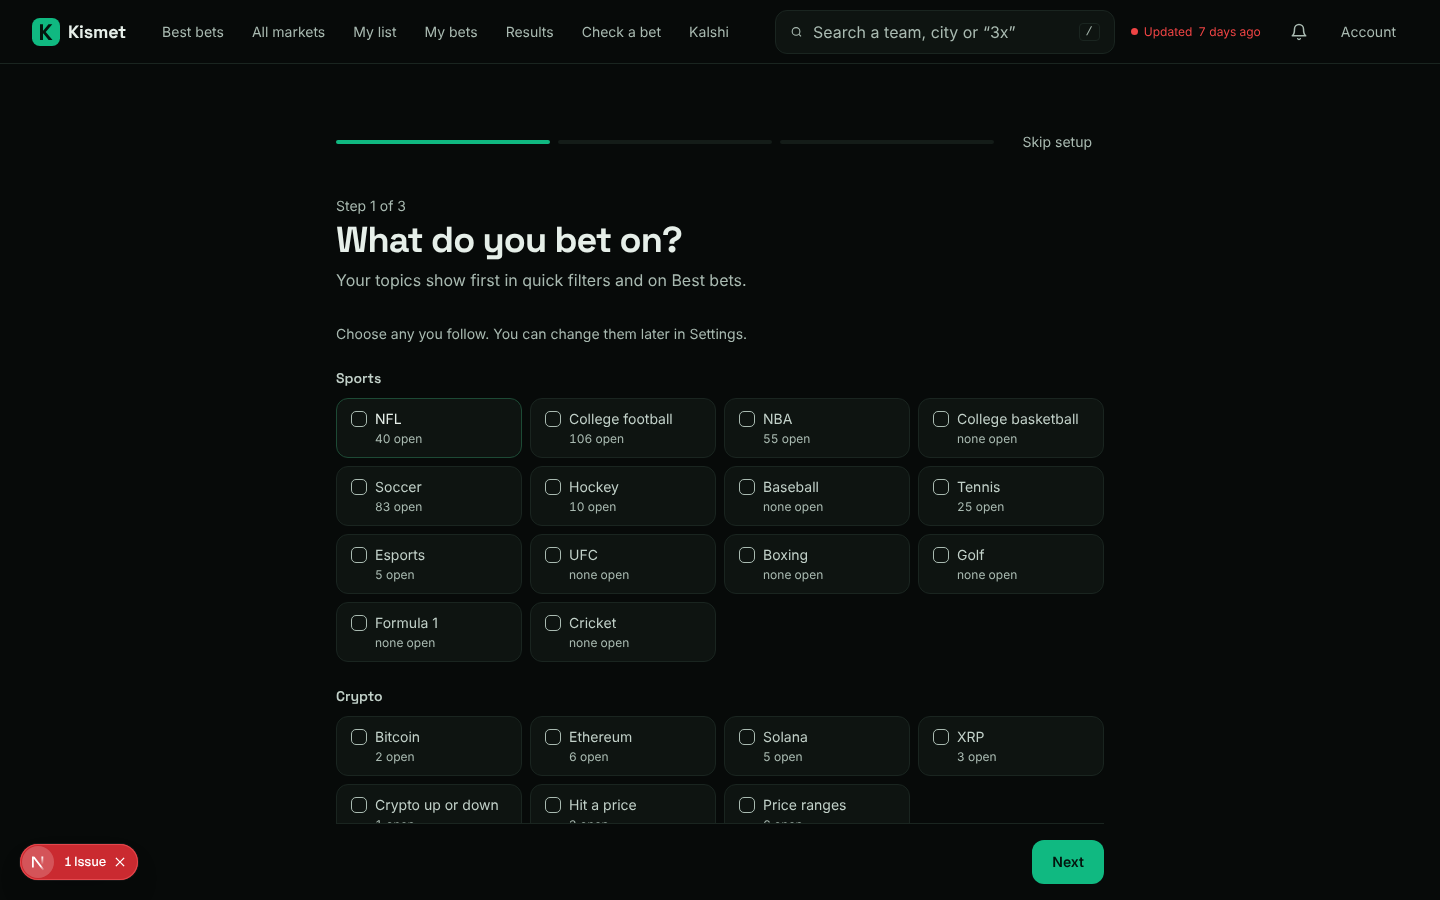 K Kismet
Best bets
All markets
My list
My bets
Results
Check a bet
Kalshi
Search a team, city or “3x”
/
Updated 7 days ago
Account
Skip setup
Step 1 of 3
What do you bet on?
Your topics show first in quick filters and on Best bets.
Choose any you follow. You can change them later in Settings.
Sports
NFL
40 open
College football
106 open
NBA
55 open
College basketball
none open
Soccer
83 open
Hockey
10 open
Baseball
none open
Tennis
25 open
Esports
5 open
UFC
none open
Boxing
none open
Golf
none open
Formula 1
none open
Cricket
none open
Crypto
Bitcoin
2 open
Ethereum
6 open
Solana
5 open
XRP
3 open
Crypto up or down
Hit a price
Price ranges
N 1 Issue
Next